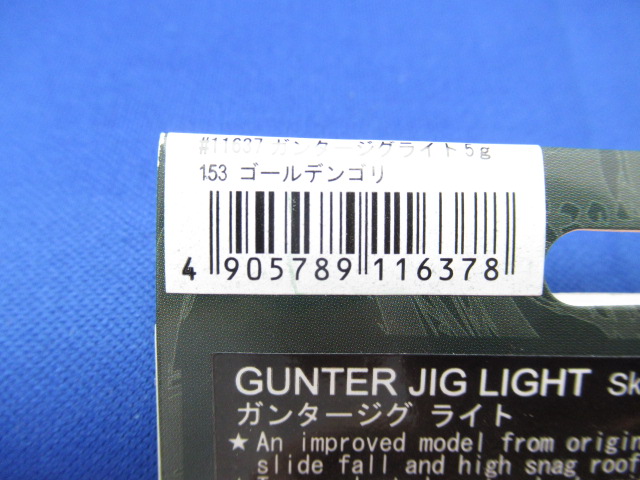 #11637 ガンタージグライト5g
153 ゴールデンゴリ
4 905789 116378
GUNTER JIG LIGHT
ガンタージグ ライト
★ An improved model from
slide fall and high snag